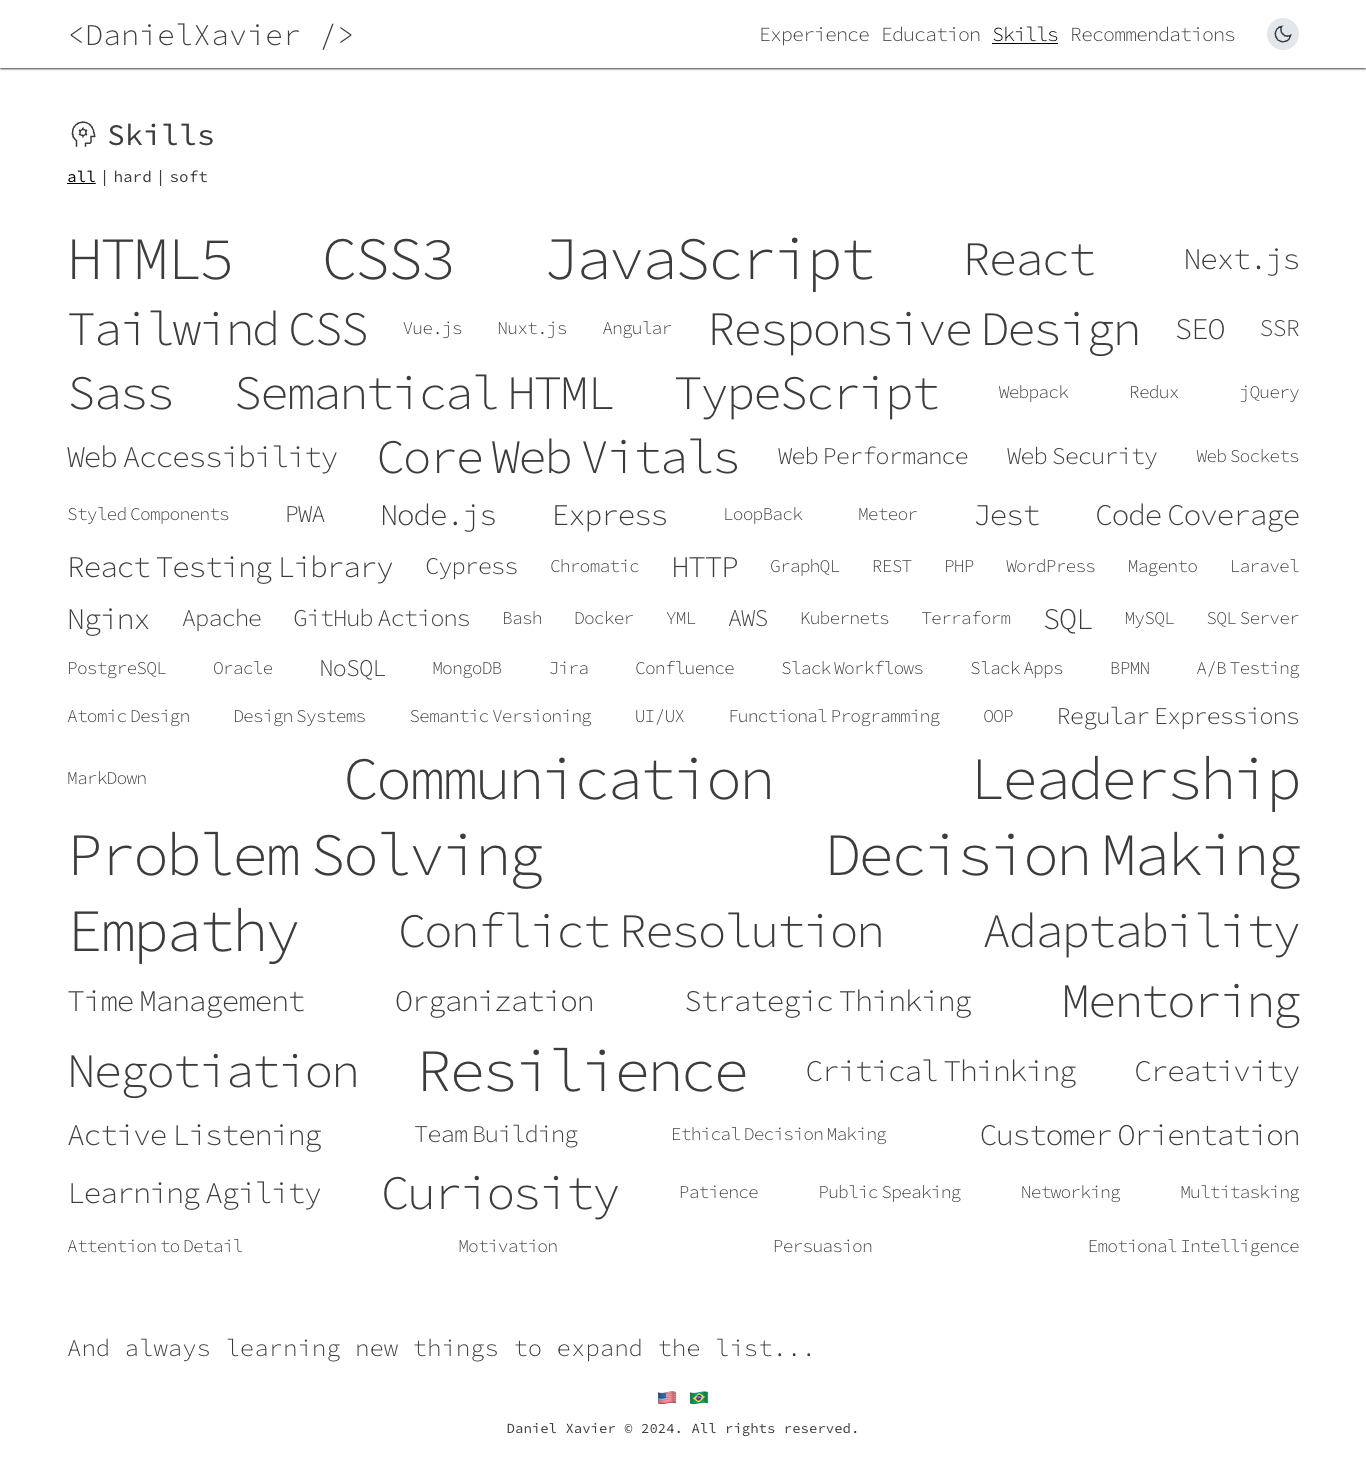 <DanielXavier /> Experience Education Skills Recommendations
Skills
all | hard | soft
HTML5 CSS3 JavaScript React Next.js
Tailwind CSS Vue.js Nuxt.js Angular Responsive Design SEO SSR
Sass Semantical HTML TypeScript Webpack Redux jQuery
Web Accessibility Core Web Vitals Web Performance Web Security Web Sockets
Styled Components PWA Node.js Express LoopBack Meteor Jest Code Coverage
React Testing Library Cypress Chromatic HTTP GraphQL REST PHP WordPress Magento Laravel
Nginx Apache GitHub Actions Bash Docker YML AWS Kubernets Terraform SQL MySQL SQL Server
PostgreSQL Oracle NoSQL MongoDB Jira Confluence Slack Workflows Slack Apps BPMN A/B Testing
Atomic Design Design Systems Semantic Versioning UI/UX Functional Programming OOP Regular Expressions
MarkDown Communication Leadership
Problem Solving Decision Making
Empathy Conflict Resolution Adaptability
Time Management Organization Strategic Thinking Mentoring
Negotiation Resilience Critical Thinking Creativity
Active Listening Team Building Ethical Decision Making Customer Orientation
Learning Agility Curiosity Patience Public Speaking Networking Multitasking
Attention to Detail Motivation Persuasion Emotional Intelligence
And always learning new things to expand the list...
Daniel Xavier © 2024. All rights reserved.